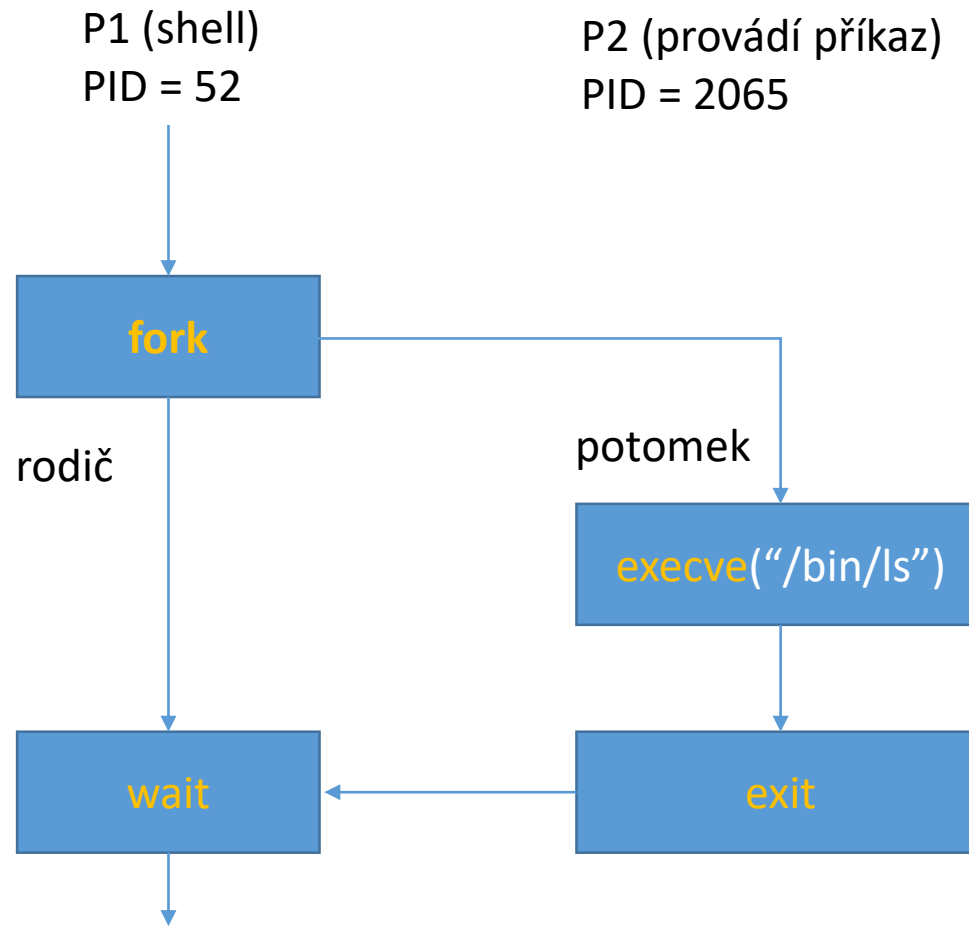 P1 (shell)
PID = 52
P2 (provádí příkaz)
PID = 2065
fork
rodič
potomek
execve(“/bin/ls”)
wait
exit